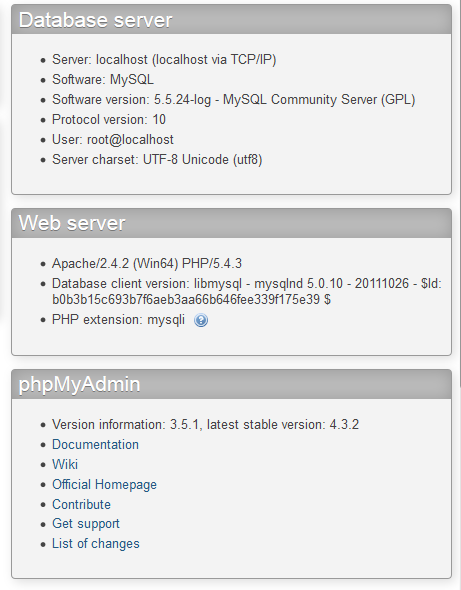 Database server
Server: localhost (localhost via TCP/IP)
Software: MySQL
Software version: 5.5.24-log - MySQL Community Server (GPL)
Protocol version: 10
User: root@localhost
Server charset: UTF-8 Unicode (utf8)
Web server
Apache/2.4.2 (Win64) PHP/5.4.3
Database client version: libmysql - mysqlnd 5.0.10 - 20111026 - $Id:
b0b3b15c693b7f6aeb3aa66b646fee339f175e39 $
PHP extension: mysqli
phpMyAdmin
Version information: 3.5.1, latest stable version: 4.3.2
Documentation
Wiki
Official Homepage
Contribute
Get support
List of changes